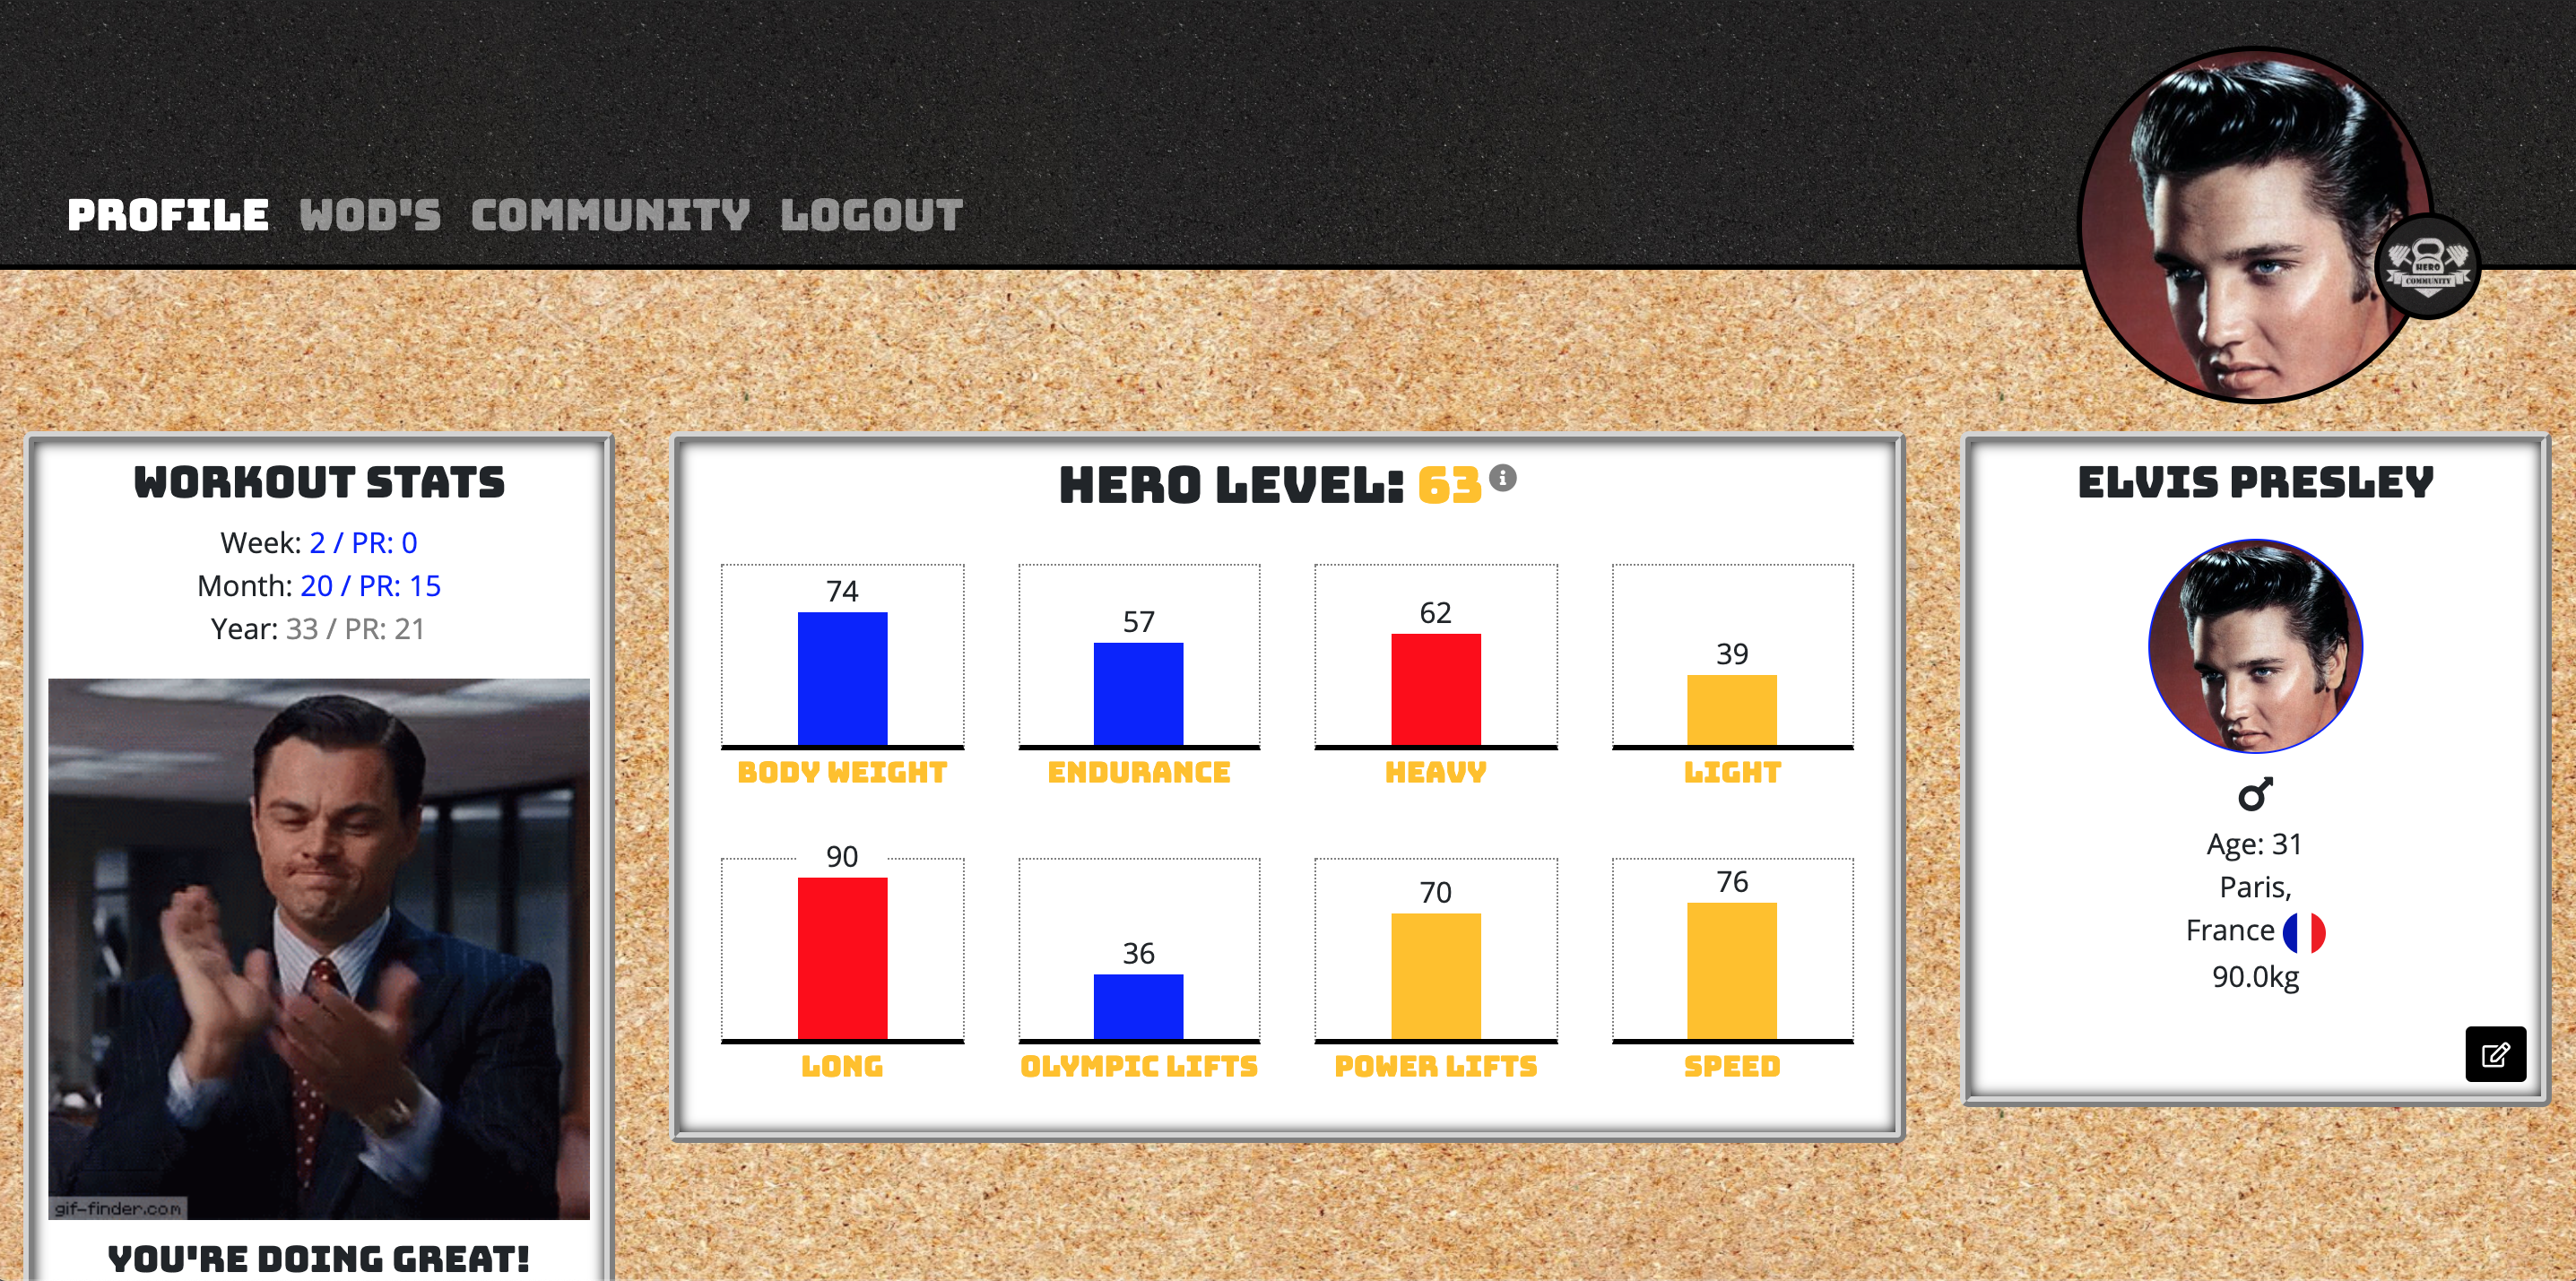 PROFILE WOD'S COMMUNITY LOGOUT
HERO
COMMUNITY
WORKOUT STATS
Week: 2 / PR: 0
Month: 20 / PR: 15
Year: 33 / PR: 21
gif-finder.com
YOU'RE DOING GREAT!
HERO LEVEL: 63
74
BODY WEIGHT
57
ENDURANCE
62
HEAVY
39
LIGHT
90
LONG
36
OLYMPIC LIFTS
70
POWER LIFTS
76
SPEED
ELVIS PRESLEY
Age: 31
Paris,
France
90.0kg